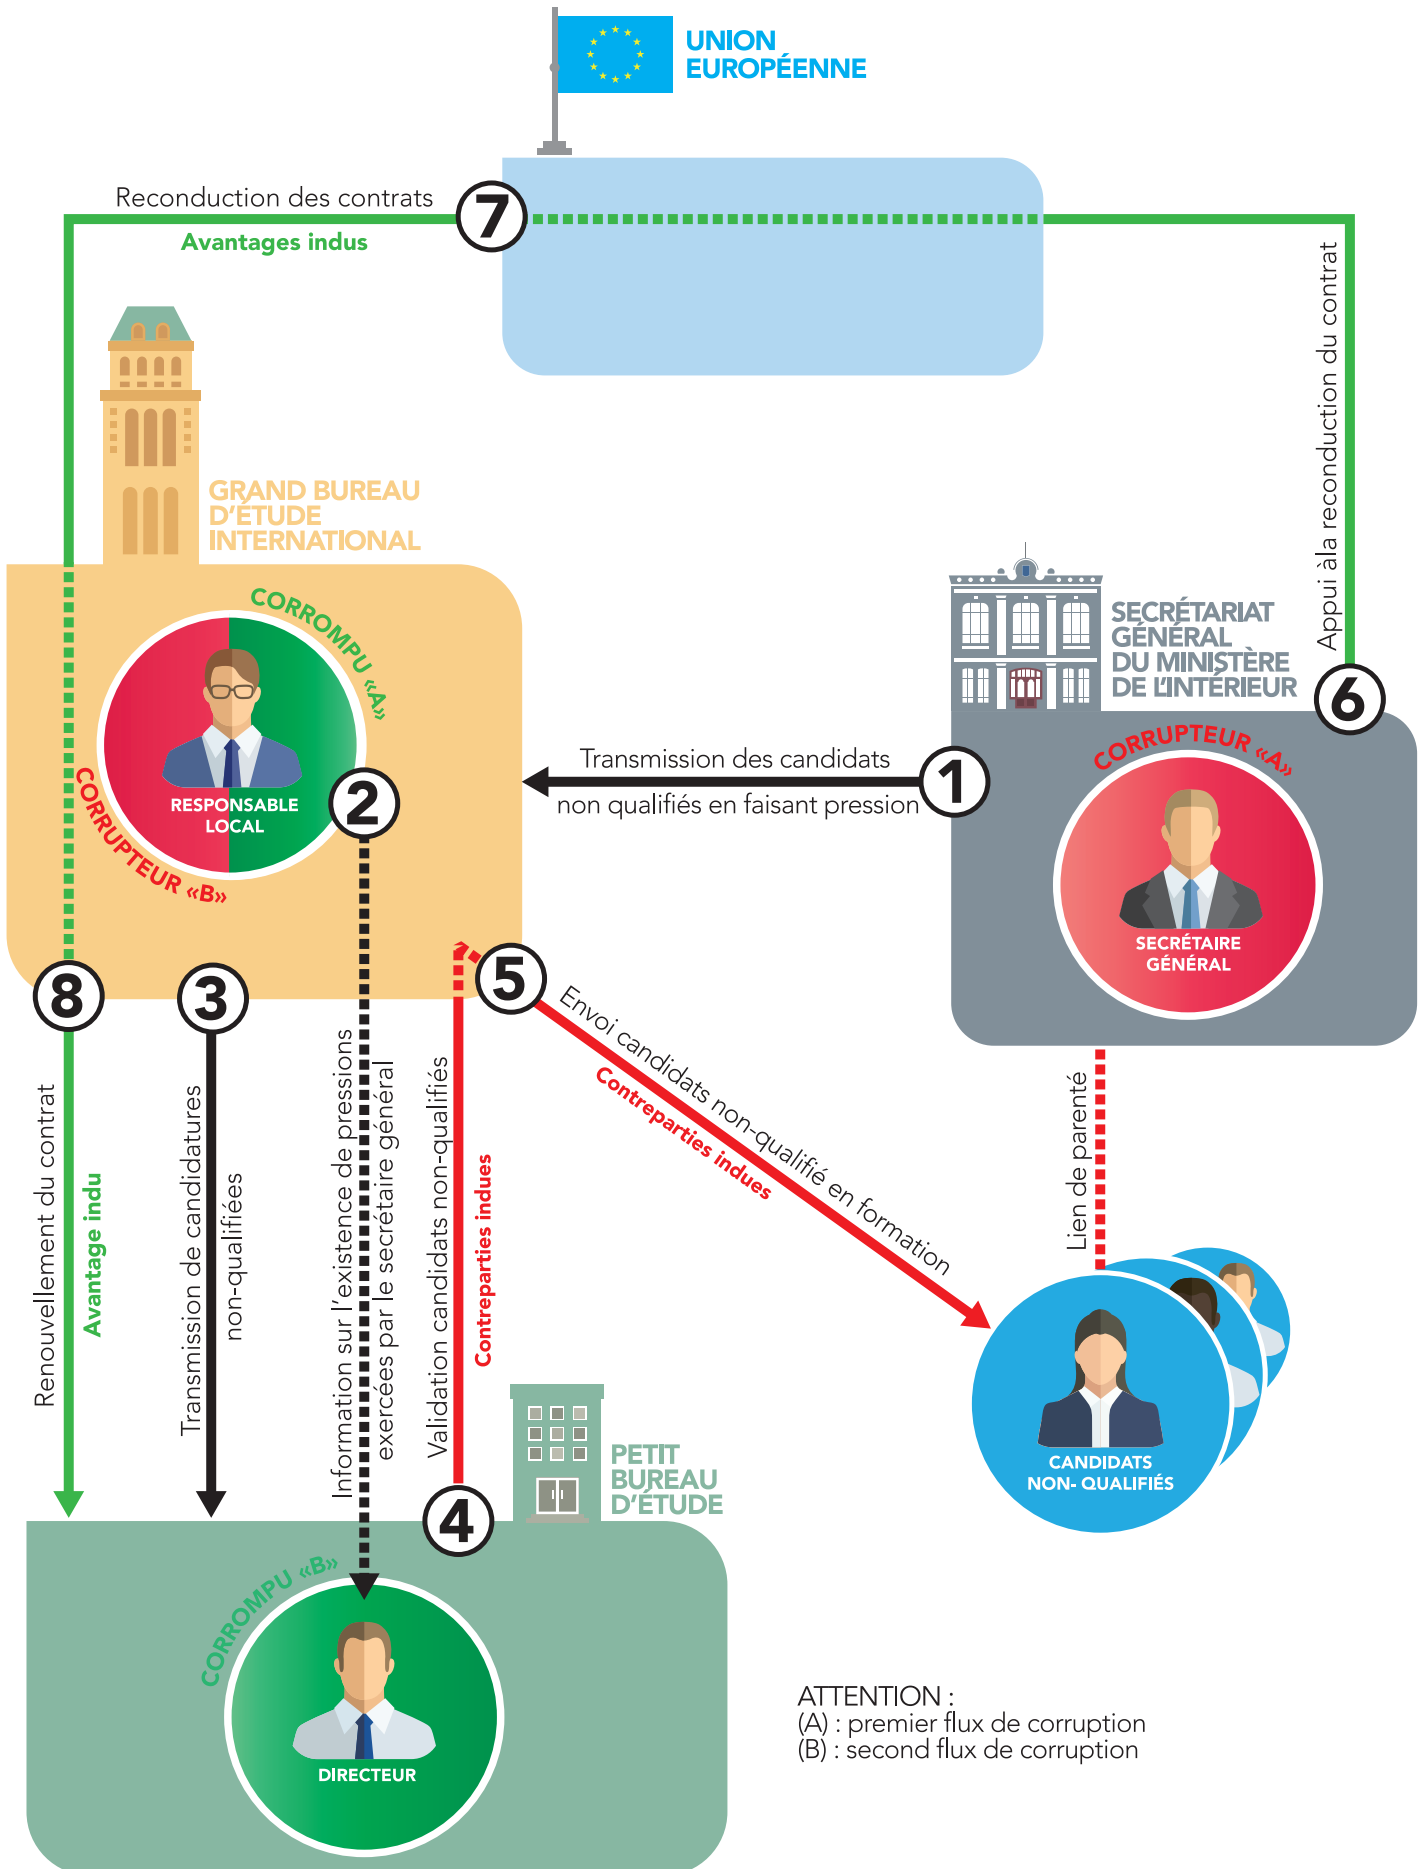 UNION
EUROPÉENNE
Reconduction des contrats
7
Avantages indus
Appui àla reconduction du contrat
GRAND BUREAU
D'ÉTUDE
INTERNATIONAL
SECRÉTARIAT
GÉNÉRAL
DU MINISTÈRE
DE L'INTÉRIEUR
6
CORROMPU «A»
CORRUPTEUR «B»
RESPONSABLE
LOCAL
2
Transmission des candidats
non qualifiés en faisant pression
1
CORRUPTEUR «A»
SECRÉTAIRE
GÉNÉRAL
8
3
5
Envoi candidats non-qualifié en formation
Contreparties indues
Lien de parenté
Renouvellement du contrat
Avantage indu
Transmission de candidatures
non-qualifiées
Information sur l'existence de pressions
exercées par le secrétaire général
Validation candidats non-qualifiés
Contreparties indues
CANDIDATS
NON- QUALIFIÉS
PETIT
BUREAU
D'ÉTUDE
4
CORROMPU «B»
DIRECTEUR
ATTENTION :
(A) : premier flux de corruption
(B) : second flux de corruption